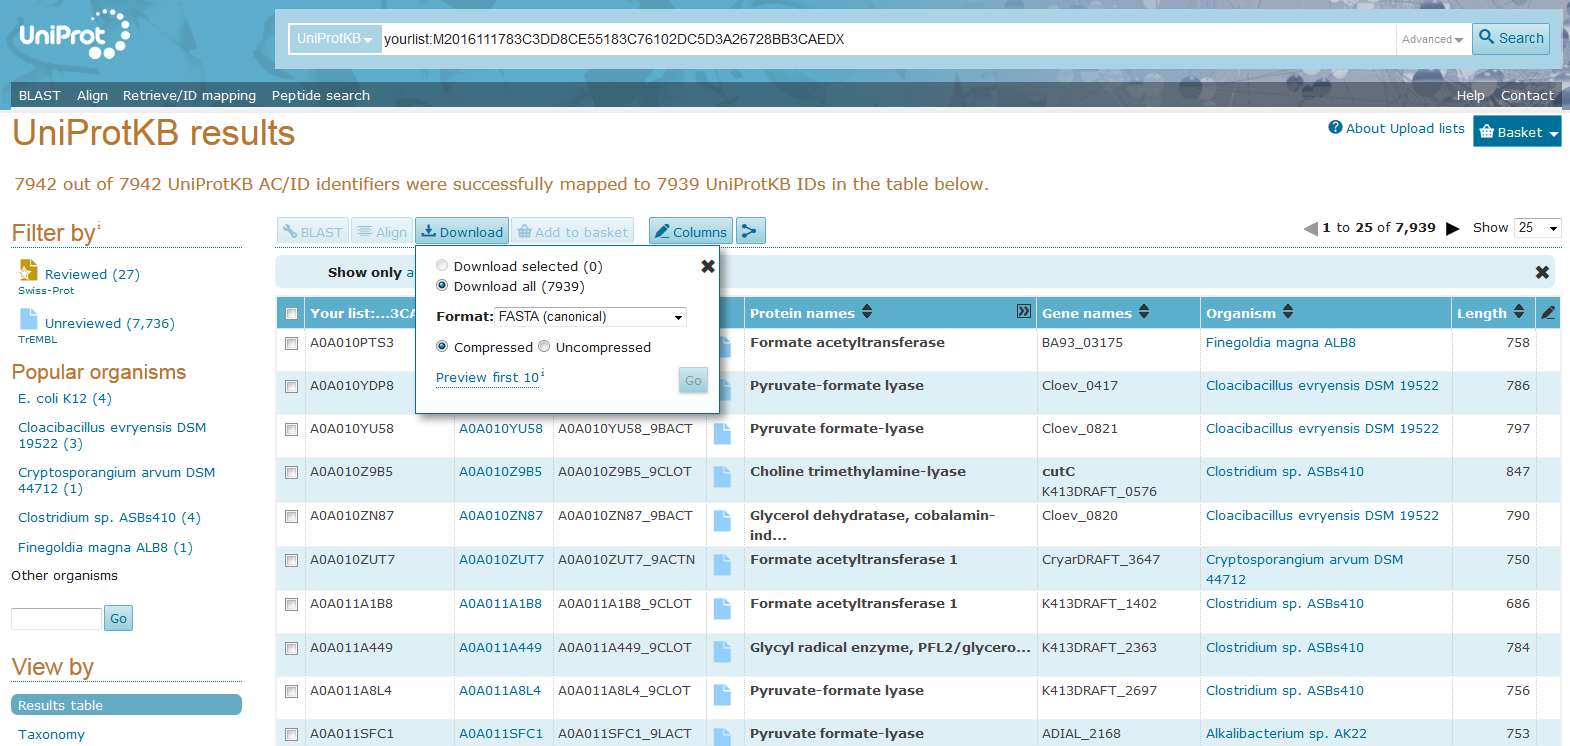 UniProt
UniProtKB
yourlist:M2016111783C3DD8CE55183C76102DC5D3A26728BB3CAEDX
Advanced
Search
BLAST Align Retrieve/ID mapping Peptide search
Help Contact
UniProtKB results
About Upload lists
Basket
7942 out of 7942 UniProtKB AC/ID identifiers were successfully mapped to 7939 UniProtKB IDs in the table below.
Filter by i
Reviewed (27)
Swiss-Prot
Unreviewed (7,736)
TrEMBL
Popular organisms
E. coli K12 (4)
Cloacibacillus evryensis DSM
19522 (3)
Cryptosporangium arvum DSM
44712 (1)
Clostridium sp. ASBs410 (4)
Finegoldia magna ALB8 (1)
Other organisms
Go
View by
Results table
Taxonomy
BLAST Align Download Add to basket Columns
1 to 25 of 7,939 Show 25
Show only a
Download selected (0)
Download all (7939)
Format: FASTA (canonical)
Compressed Uncompressed
Preview first 10 i
Go
Your list:...3CA Protein names Gene names Organism Length
A0A010PTS3 Formate acetyltransferase BA93_03175 Finegoldia magna ALB8 758
A0A010YDP8 Pyruvate-formate lyase Cloev_0417 Cloacibacillus evryensis DSM 19522 786
A0A010YU58 A0A010YU58 A0A010YU58_9BACT Pyruvate formate-lyase Cloev_0821 Cloacibacillus evryensis DSM 19522 797
A0A010Z9B5 A0A010Z9B5 A0A010Z9B5_9CLOT Choline trimethylamine-lyase cutC Clostridium sp. ASBs410 847
K413DRAFT_0576
A0A010ZN87 A0A010ZN87 A0A010ZN87_9BACT Glycerol dehydratase, cobalamin- Cloev_0820 Cloacibacillus evryensis DSM 19522 790
ind...
A0A010ZUT7 A0A010ZUT7 A0A010ZUT7_9ACTN Formate acetyltransferase 1 CryarDRAFT_3647 Cryptosporangium arvum DSM 750
44712
A0A011A1B8 A0A011A1B8 A0A011A1B8_9CLOT Formate acetyltransferase 1 K413DRAFT_1402 Clostridium sp. ASBs410 686
A0A011A449 A0A011A449 A0A011A449_9CLOT Glycyl radical enzyme, PFL2/glycero... K413DRAFT_2363 Clostridium sp. ASBs410 784
A0A011A8L4 A0A011A8L4 A0A011A8L4_9CLOT Pyruvate-formate lyase K413DRAFT_2697 Clostridium sp. ASBs410 756
A0A011SFC1 A0A011SFC1 A0A011SFC1_9LACT Pyruvate formate-lyase ADIAL_2168 Alkalibacterium sp. AK22 753